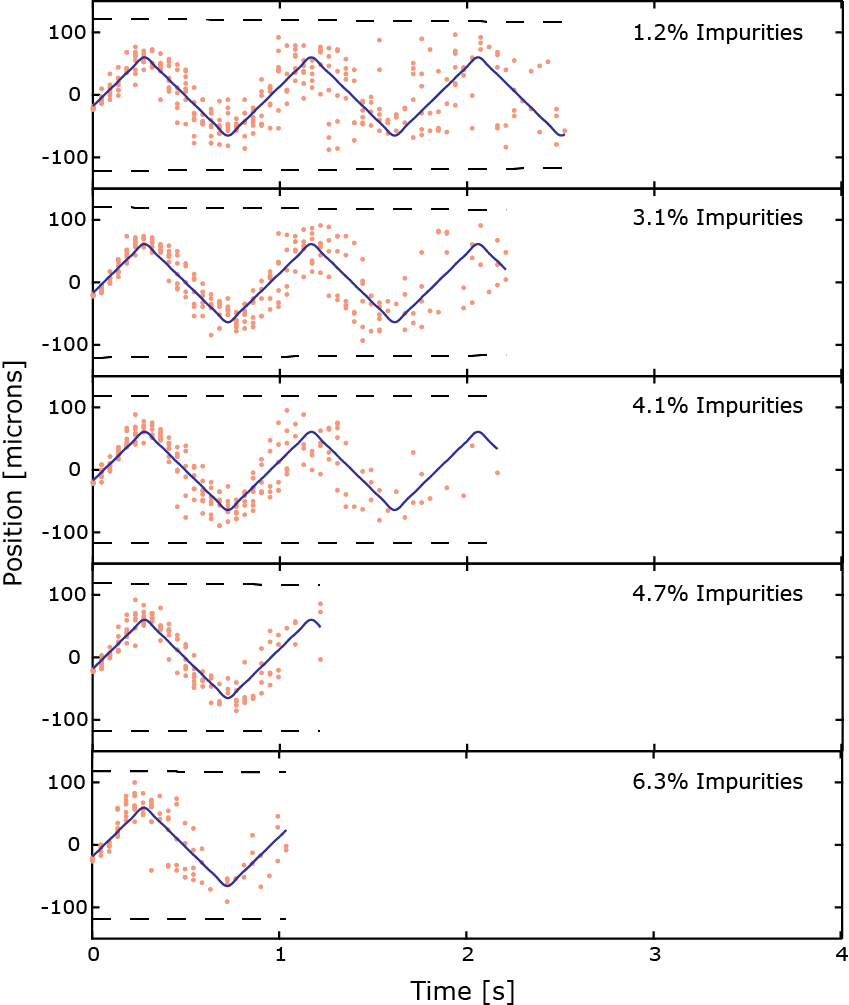 100
0
-100
1.2% Impurities
100
0
-100
3.1% Impurities
100
0
-100
4.1% Impurities
100
0
-100
4.7% Impurities
100
0
-100
6.3% Impurities
0 1 2 3 4
Time [s]
Position [microns]